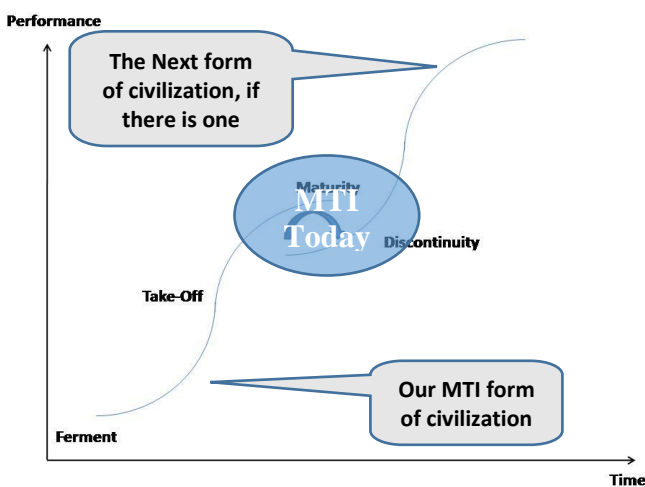 Performance
The Next form
of civilization, if
there is one
Maturity
MTI
Today
Discontinuity
Take-Off
Our MTI form
of civilization
Ferment
Time